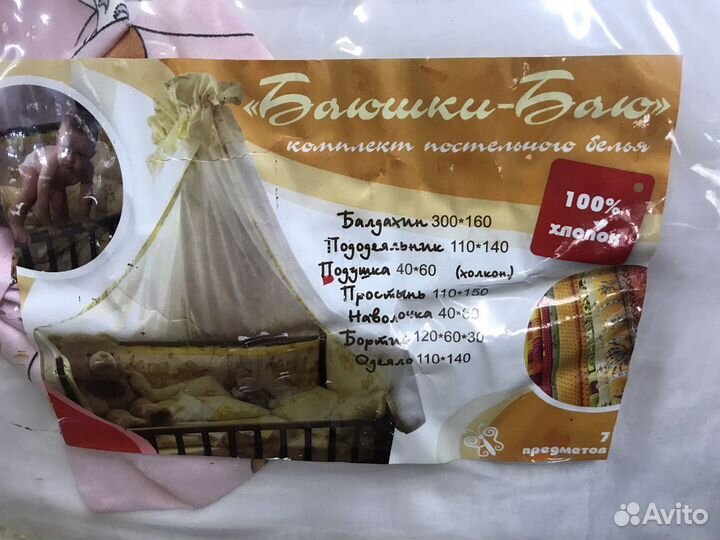 «Баюшки-Баю»
комплект постельного белья
100%
хлопок
Балдахин 300*160
Пододеяльник 110*140
Подушка 40*60 (холкон)
Простынь 110*150
Наволочка 40*60
Бортик 120*60*30
Одеяло 110*140
7
предметов
Avito